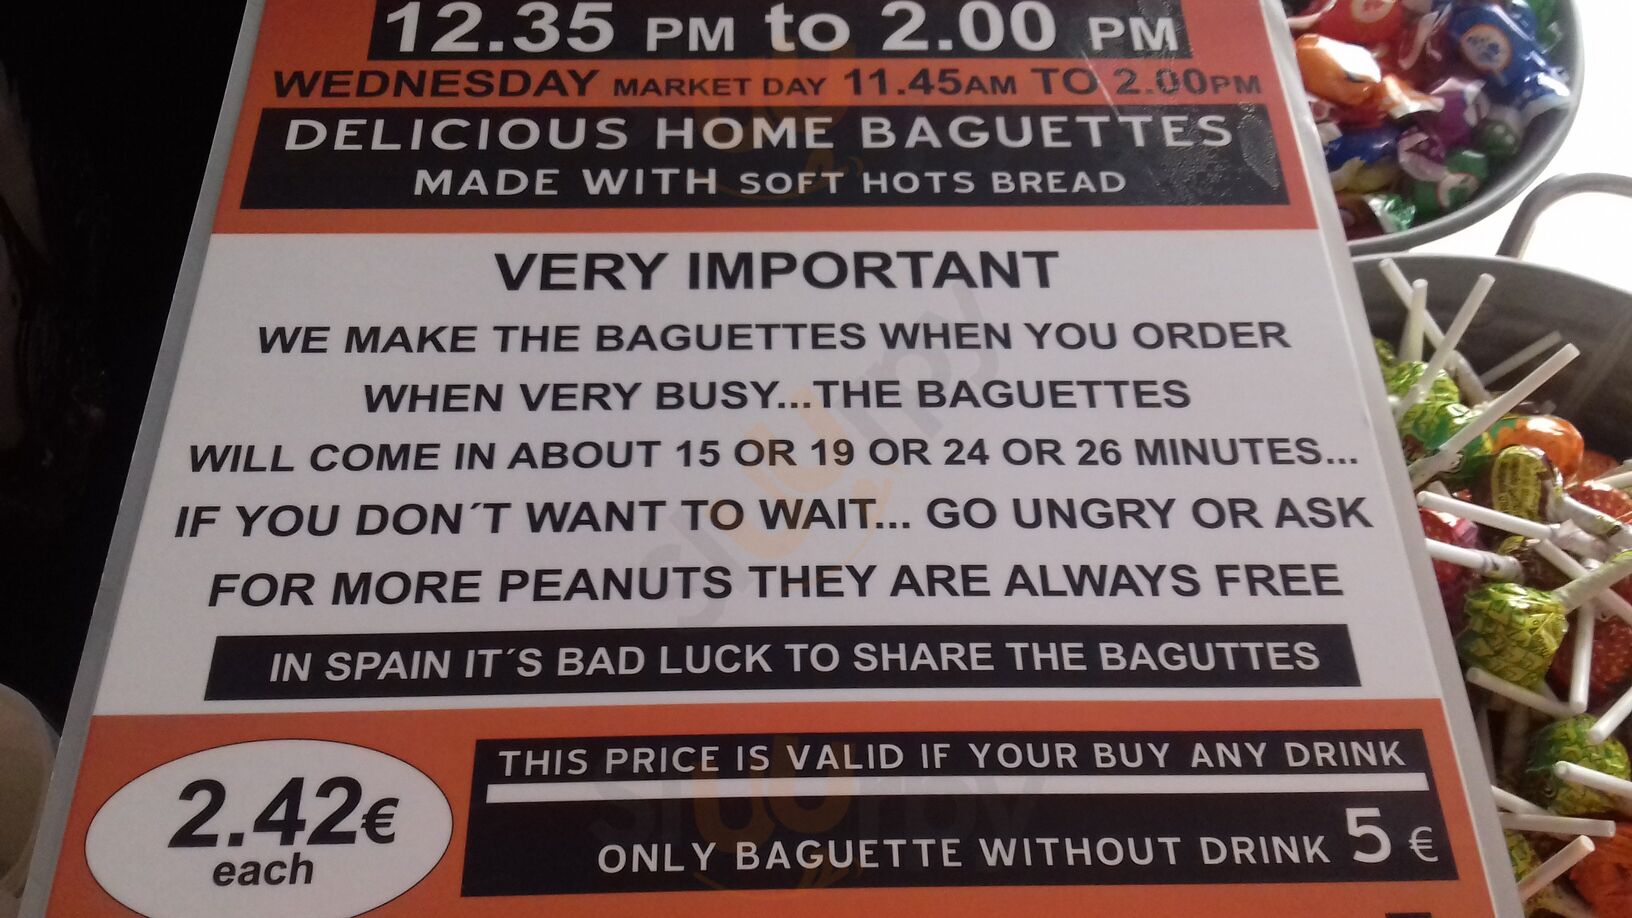 12.35 PM to 2.00 PM
WEDNESDAY MARKET DAY 11.45AM TO 2.00PM
DELICIOUS HOME BAGUETTES
MADE WITH SOFT HOTS BREAD
VERY IMPORTANT
WE MAKE THE BAGUETTES WHEN YOU ORDER
WHEN VERY BUSY...THE BAGUETTES
WILL COME IN ABOUT 15 OR 19 OR 24 OR 26 MINUTES...
IF YOU DON´T WANT TO WAIT... GO UNGRY OR ASK
FOR MORE PEANUTS THEY ARE ALWAYS FREE
IN SPAIN IT´S BAD LUCK TO SHARE THE BAGUTTES
THIS PRICE IS VALID IF YOUR BUY ANY DRINK
2.42€
each
ONLY BAGUETTE WITHOUT DRINK 5 €
sluurpy
sluurpy